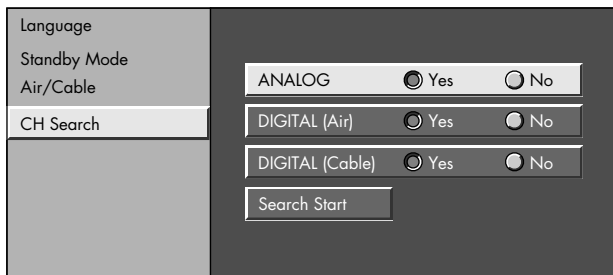 Language
Standby Mode
Air/Cable
CH Search
ANALOG Yes No
DIGITAL (Air) Yes No
DIGITAL (Cable) Yes No
Search Start